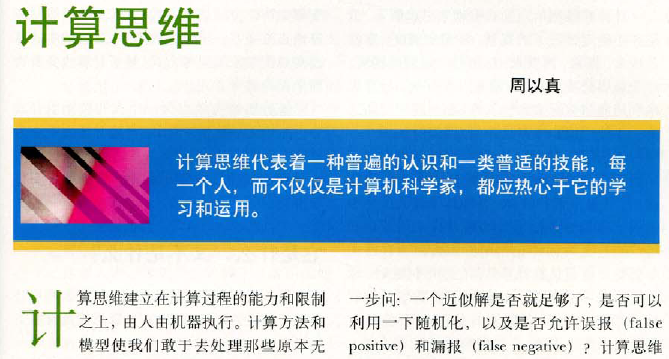 计算思维
周以真
计算思维代表着一种普遍的认识和一类普适的技能，每
一个人，而不仅仅是计算机科学家，都应热心于它的学
习和运用。
计算思维建立在计算过程的能力和限制
之上，由人由机器执行。计算方法和
模型使我们敢于去处理那些原本无
一步问：一个近似解是否就足够了，是否可以
利用一下随机化，以及是否允许误报（false
positive）和漏报（false negative）？计算思维